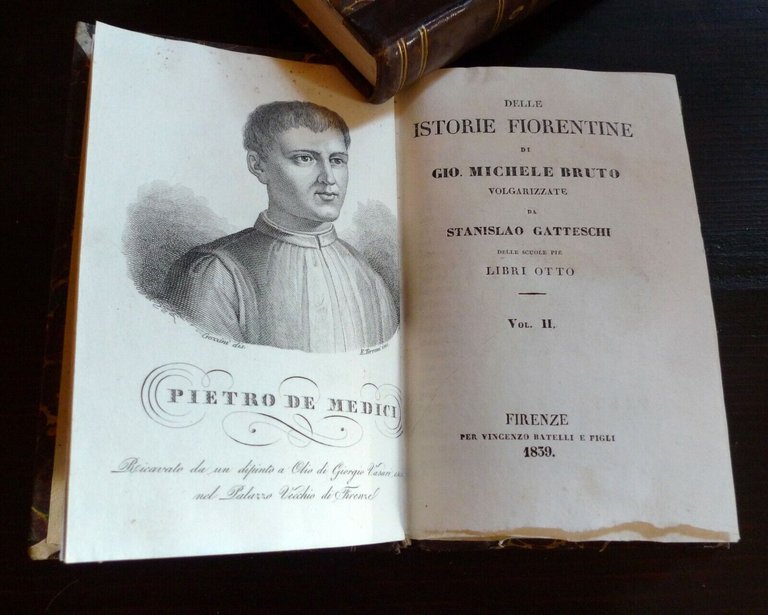 Gozzini dis.
PIETRO DE MEDICI
Ricavato da un dipinto a Olio di Giorgio Vasari
nel Palazzo Vecchio di Firenze
DELLE
ISTORIE FIORENTINE
DI
GIO. MICHELE BRUTO
VOLGARIZZATE
DA
STANISLAO GATTESCHI
DELLE SCUOLE PIE
LIBRI OTTO
VOL. II.
FIRENZE
PER VINCENZO BATELLI E FIGLI
1839.